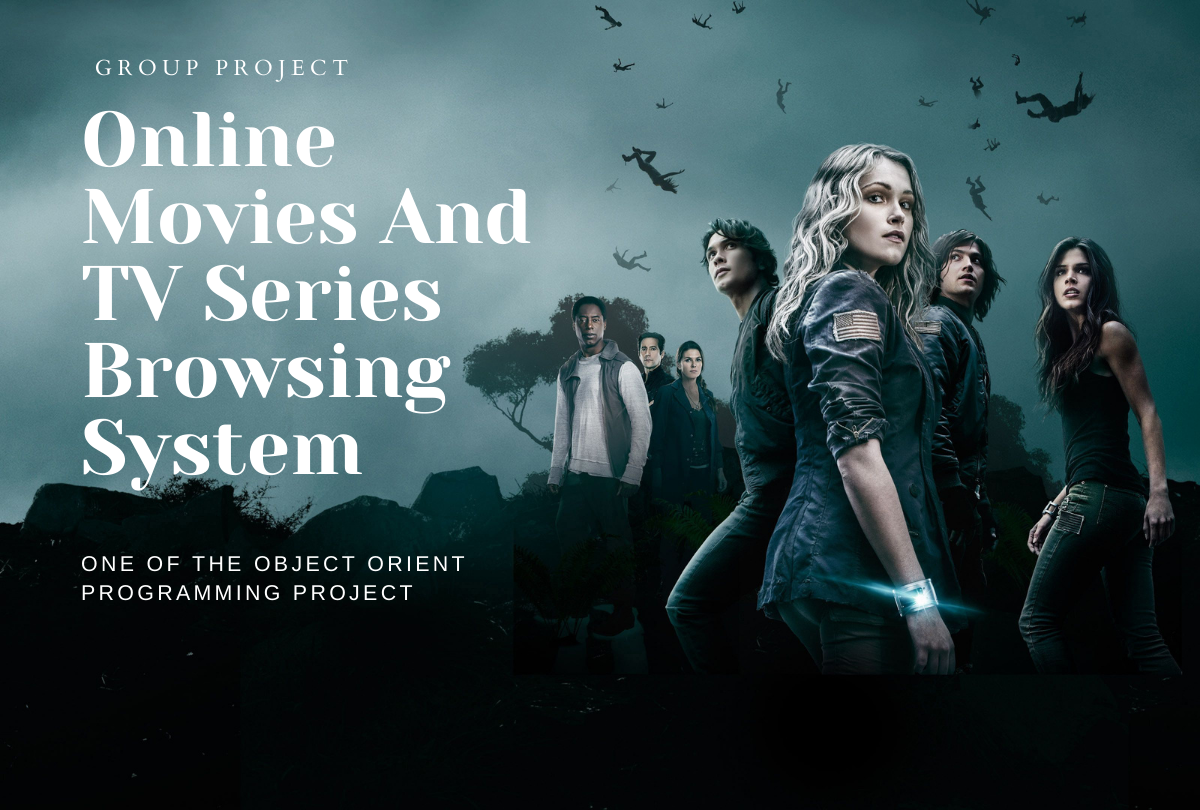 GROUP PROJECT
Online
Movies And
TV Series
Browsing
System
ONE OF THE OBJECT ORIENT
PROGRAMMING PROJECT